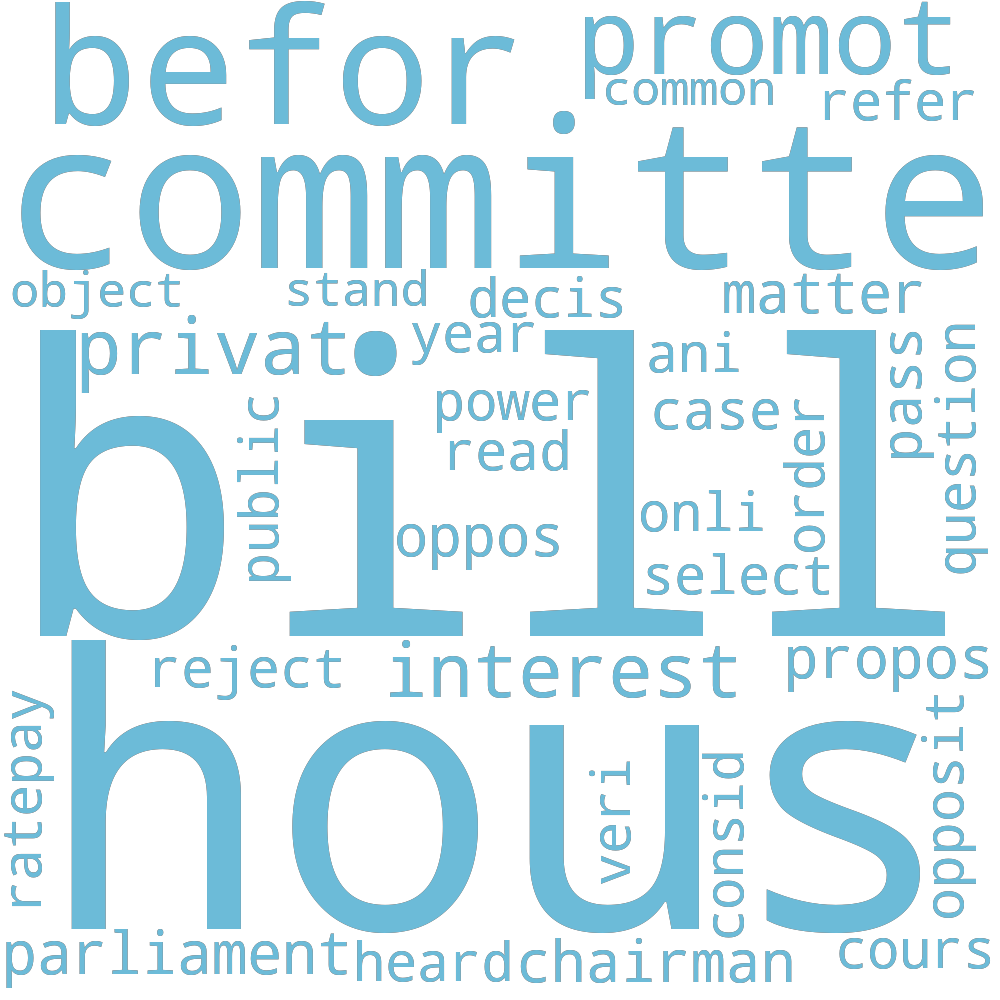 befor
promot
common
refer
committe
object
stand
decis
matter
privat
year
ani
pass
question
bill
power
case
order
public
read
onli
oppos
select
reject
interest
propos
hous
ratepay
veri
consid
opposit
parliament
heard
chairman
cours